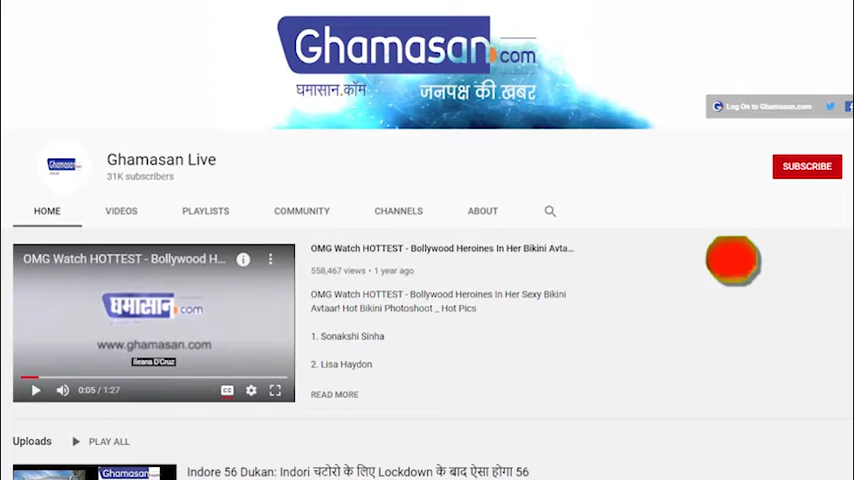 Ghamasan.com
घमासान.कॉम
जनपक्ष की खबर
Log On to Ghamasan.com
Ghamasan
Ghamasan Live
31K subscribers
SUBSCRIBE
HOME VIDEOS PLAYLISTS COMMUNITY CHANNELS ABOUT
OMG Watch HOTTEST - Bollywood H...
घमासान.com
www.ghamasan.com
Ileana D'Cruz
0:05 / 1:27
CC
OMG Watch HOTTEST - Bollywood Heroines In Her Bikini Avta...
558,467 views • 1 year ago
OMG Watch HOTTEST - Bollywood Heroines In Her Sexy Bikini
Avtaar! Hot Bikini Photoshoot _ Hot Pics
1. Sonakshi Sinha
2. Lisa Haydon
READ MORE
Uploads PLAY ALL
Ghamasan
Indore 56 Dukan: Indori चटोरो के लिए Lockdown के बाद ऐसा होगा 56